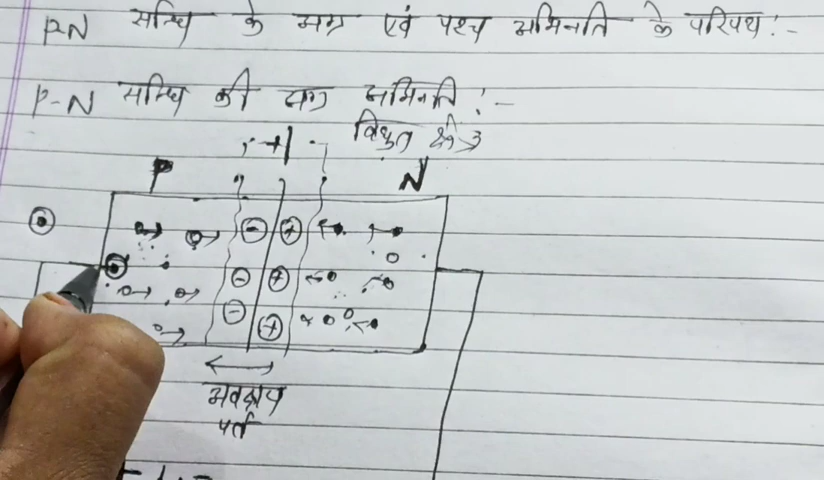 PN सन्धि के अग्र एवं पश्च अभिनति के परिपथ :-
P-N सन्धि की अग्र अभिनति :-
विधुत क्षेत्र
P N
- +
- +
- +
अवक्षय
पर्त